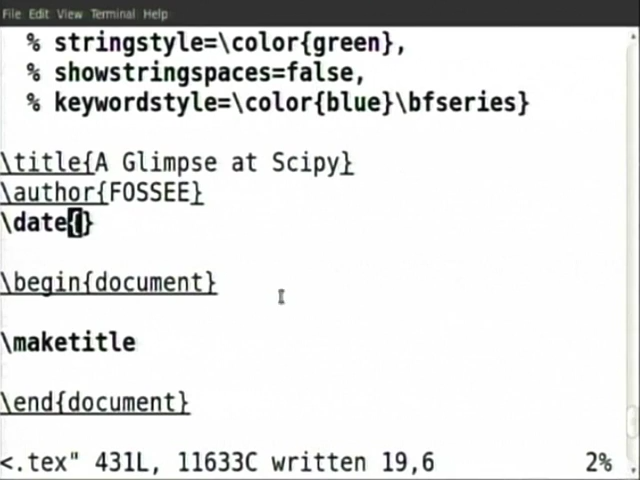 File Edit View Terminal Help
% stringstyle=\color{green},
% showstringspaces=false,
% keywordstyle=\color{blue}\bfseries}
\title{A Glimpse at Scipy}
\author{FOSSEE}
\date{}
\begin{document}
\maketitle
\end{document}
<.tex" 431L, 11633C written 19,6 2%